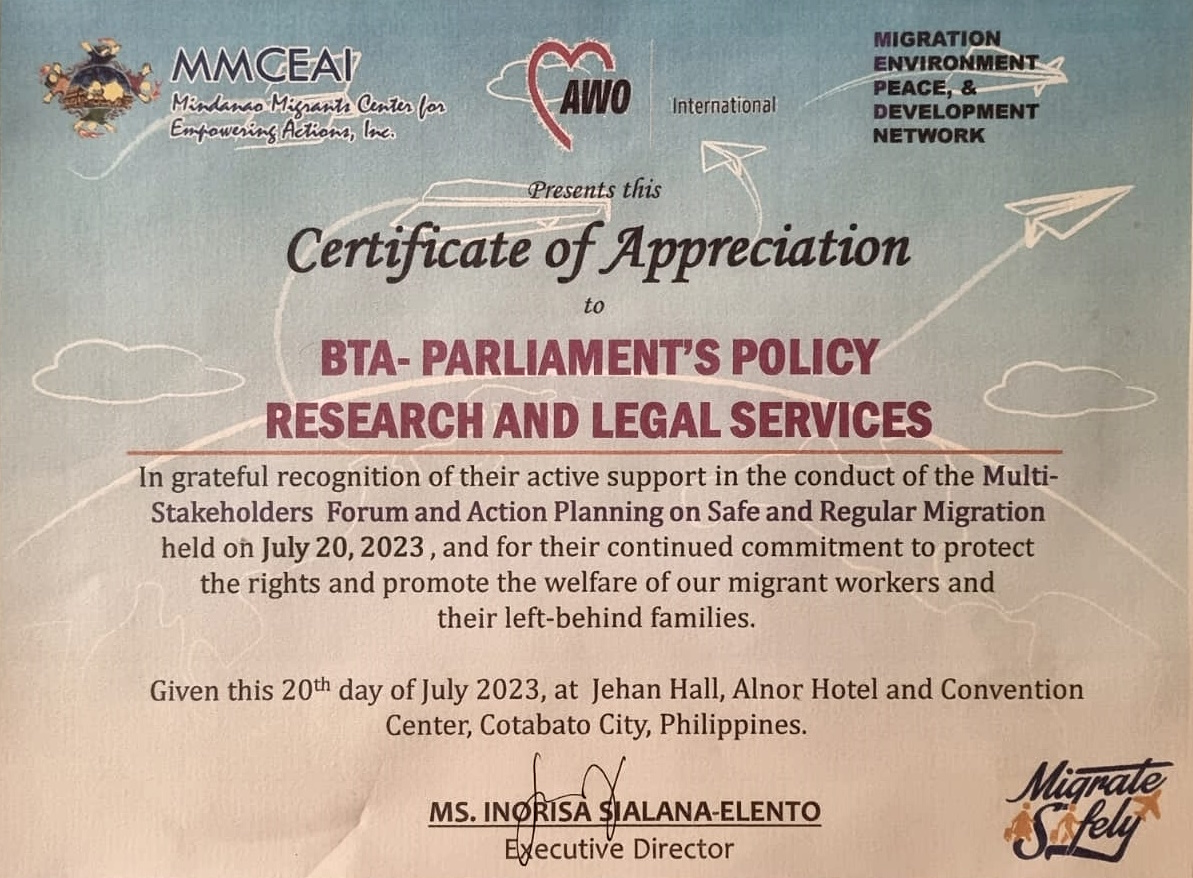 MMCEAI
Mindanao Migrants Center for
Empowering Actions, Inc.
AWO
International
MIGRATION
ENVIRONMENT
PEACE, &
DEVELOPMENT
NETWORK
Presents this
Certificate of Appreciation
to
BTA- PARLIAMENT'S POLICY
RESEARCH AND LEGAL SERVICES
In grateful recognition of their active support in the conduct of the Multi-
Stakeholders Forum and Action Planning on Safe and Regular Migration
held on July 20, 2023 , and for their continued commitment to protect
the rights and promote the welfare of our migrant workers and
their left-behind families.
Given this 20th day of July 2023, at Jehan Hall, Alnor Hotel and Convention
Center, Cotabato City, Philippines.
MS. INORISA SIALANA-ELENTO
Executive Director
Migrate
Safely